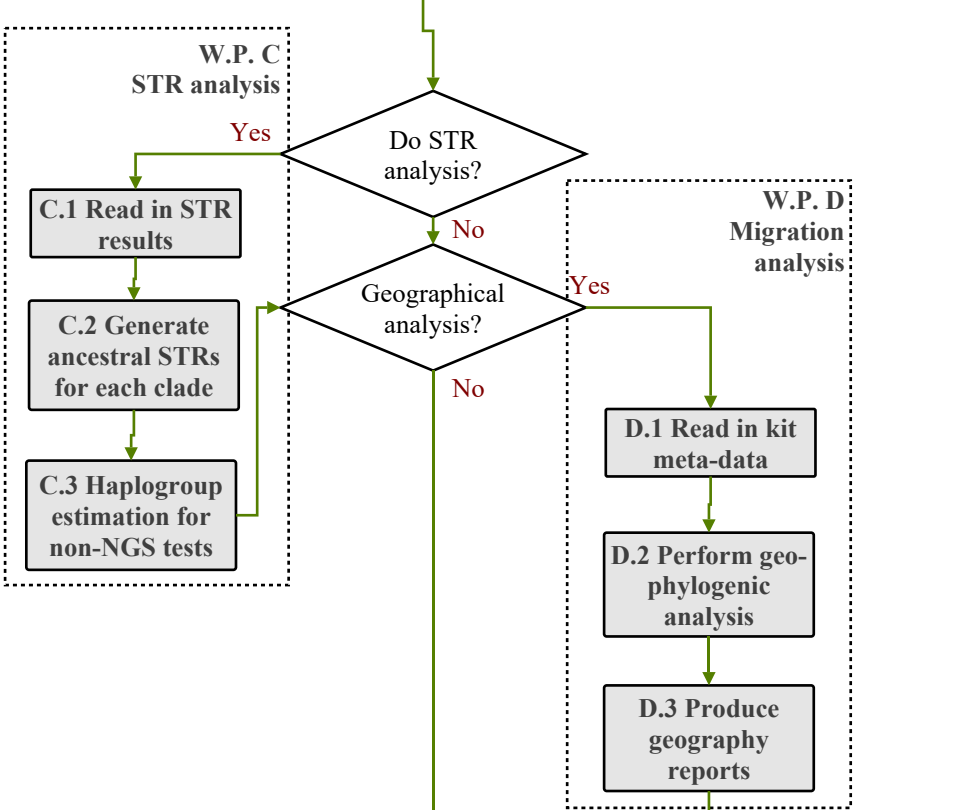 W.P. C
STR analysis
Do STR
analysis?
Yes
No
C.1 Read in STR
results
C.2 Generate
ancestral STRs
for each clade
C.3 Haplogroup
estimation for
non-NGS tests
Geographical
analysis?
Yes
No
W.P. D
Migration
analysis
D.1 Read in kit
meta-data
D.2 Perform geo-
phylogenic
analysis
D.3 Produce
geography
reports